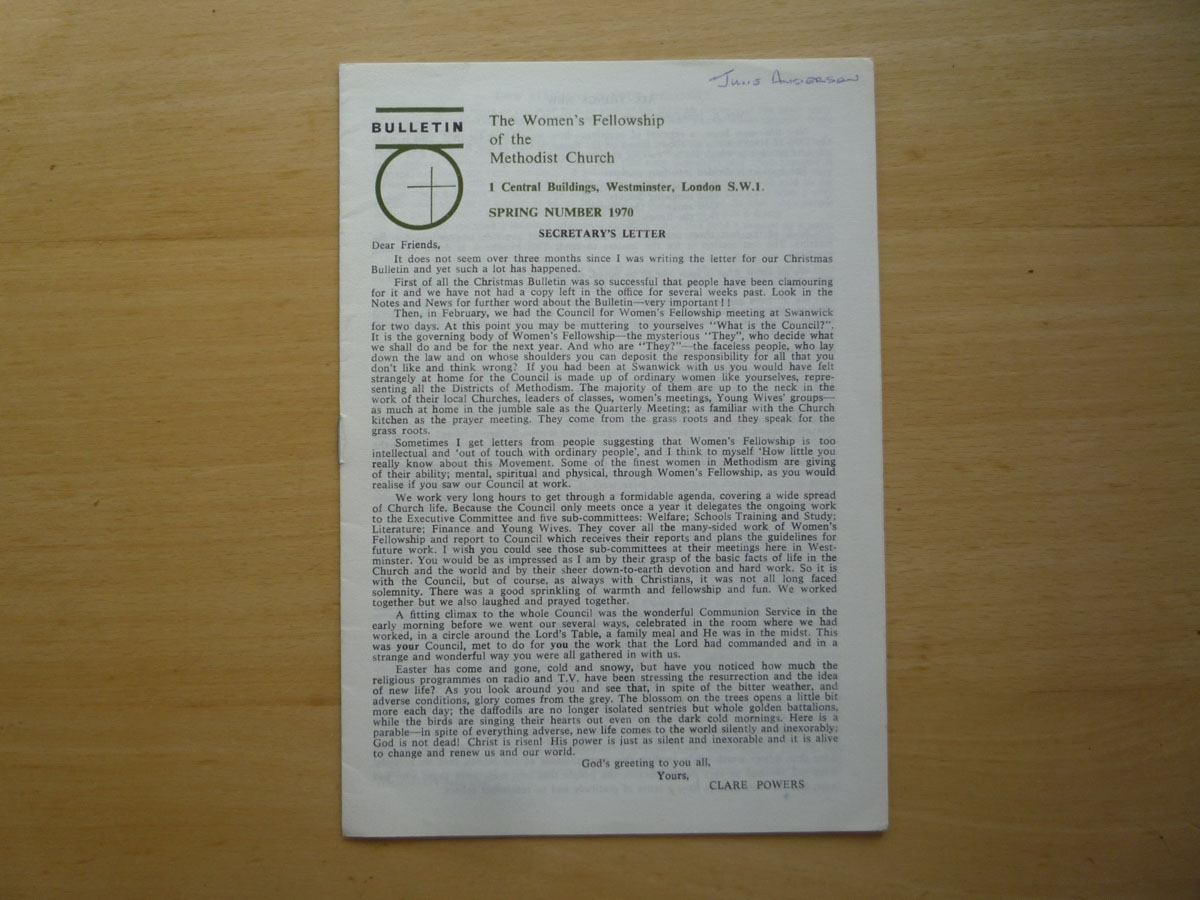 Julie Anderson
BULLETIN
The Women's Fellowship
of the
Methodist Church
1 Central Buildings, Westminster, London S.W.1.
SPRING NUMBER 1970
SECRETARY'S LETTER
Dear Friends,
It does not seem over three months since I was writing the letter for our Christmas
Bulletin and yet such a lot has happened.
First of all the Christmas Bulletin was so successful that people have been clamouring
for it and we have not had a copy left in the office for several weeks past. Look in the
Notes and News for further word about the Bulletin—very important!!
Then, in February, we had the Council for Women's Fellowship meeting at Swanwick
for two days. At this point you may be muttering to yourselves "What is the Council?".
It is the governing body of Women's Fellowship—the mysterious "They", who decide what
we shall do and be for the next year. And who are "They?"—the faceless people, who lay
down the law and on whose shoulders you can deposit the responsibility for all that you
don't like and think wrong? If you had been at Swanwick with us you would have felt
strangely at home for the Council is made up of ordinary women like yourselves, repre-
senting all the Districts of Methodism. The majority of them are up to the neck in the
work of their local Churches, leaders of classes, women's meetings, Young Wives' groups—
as much at home in the jumble sale as the Quarterly Meeting; as familiar with the Church
kitchen as the prayer meeting. They come from the grass roots and they speak for the
grass roots.
Sometimes I get letters from people suggesting that Women's Fellowship is too
intellectual and 'out of touch with ordinary people', and I think to myself 'How little you
really know about this Movement. Some of the finest women in Methodism are giving
of their ability; mental, spiritual and physical, through Women's Fellowship, as you would
realise if you saw our Council at work.
We work very long hours to get through a formidable agenda, covering a wide spread
of Church life. Because the Council only meets once a year it delegates the ongoing work
to the Executive Committee and five sub-committees: Welfare; Schools Training and Study;
Literature; Finance and Young Wives. They cover all the many-sided work of Women's
Fellowship and report to Council which receives their reports and plans the guidelines for
future work. I wish you could see those sub-committees at their meetings here in West-
minster. You would be as impressed as I am by their grasp of the basic facts of life in the
Church and the world and by their sheer down-to-earth devotion and hard work. So it is
with the Council, but of course, as always with Christians, it was not all long faced
solemnity. There was a good sprinkling of warmth and fellowship and fun. We worked
together but we also laughed and prayed together.
A fitting climax to the whole Council was the wonderful Communion Service in the
early morning before we went our several ways, celebrated in the room where we had
worked, in a circle around the Lord's Table, a family meal and He was in the midst. This
was your Council, met to do for you the work that the Lord had commanded and in a
strange and wonderful way you were all gathered in with us.
Easter has come and gone, cold and snowy, but have you noticed how much the
religious programmes on radio and T.V. have been stressing the resurrection and the idea
of new life? As you look around you and see that, in spite of the bitter weather, and
adverse conditions, glory comes from the grey. The blossom on the trees opens a little bit
more each day; the daffodils are no longer isolated sentries but whole golden battalions,
while the birds are singing their hearts out even on the dark cold mornings. Here is a
parable—in spite of everything adverse, new life comes to the world silently and inexorably;
God is not dead! Christ is risen! His power is just as silent and inexorable and it is alive
to change and renew us and our world.
God's greeting to you all,
Yours,
CLARE POWERS